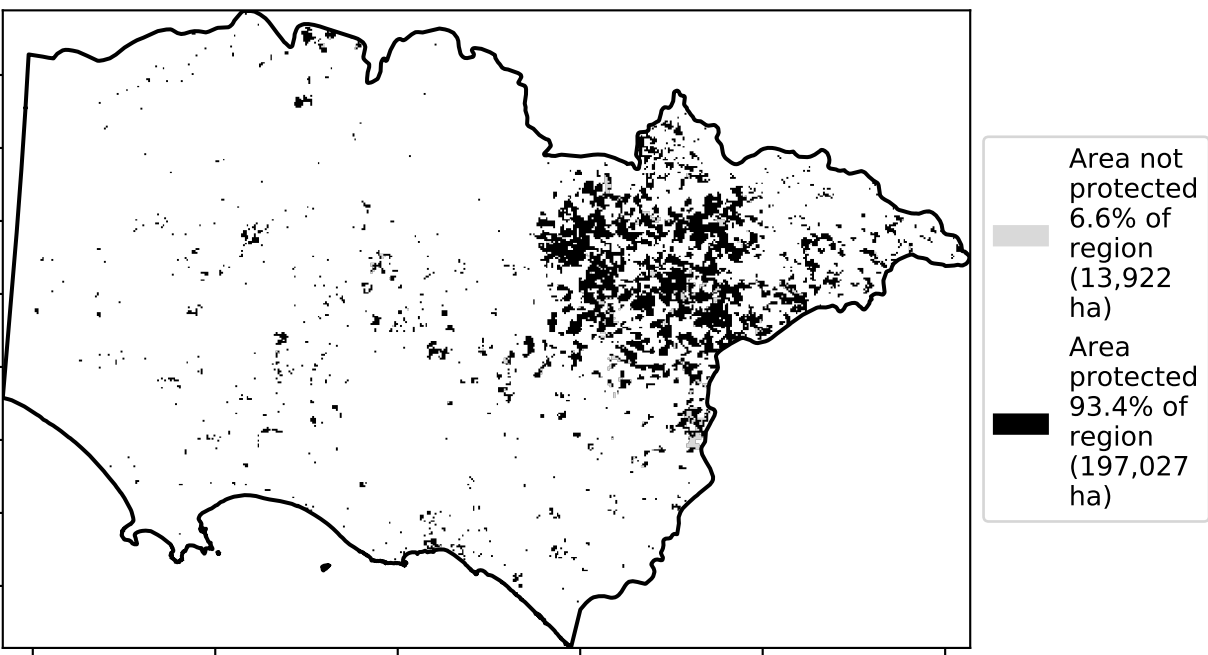 Area not
protected
6.6% of
region
(13,922
ha)
Area
protected
93.4% of
region
(197,027
ha)